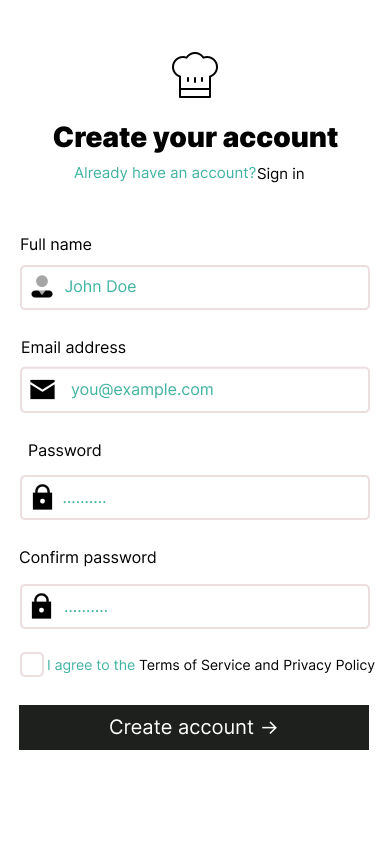 Create your account
Already have an account?Sign in
Full name
John Doe
Email address
you@example.com
Password
..........
Confirm password
..........
I agree to the Terms of Service and Privacy Policy
Create account →